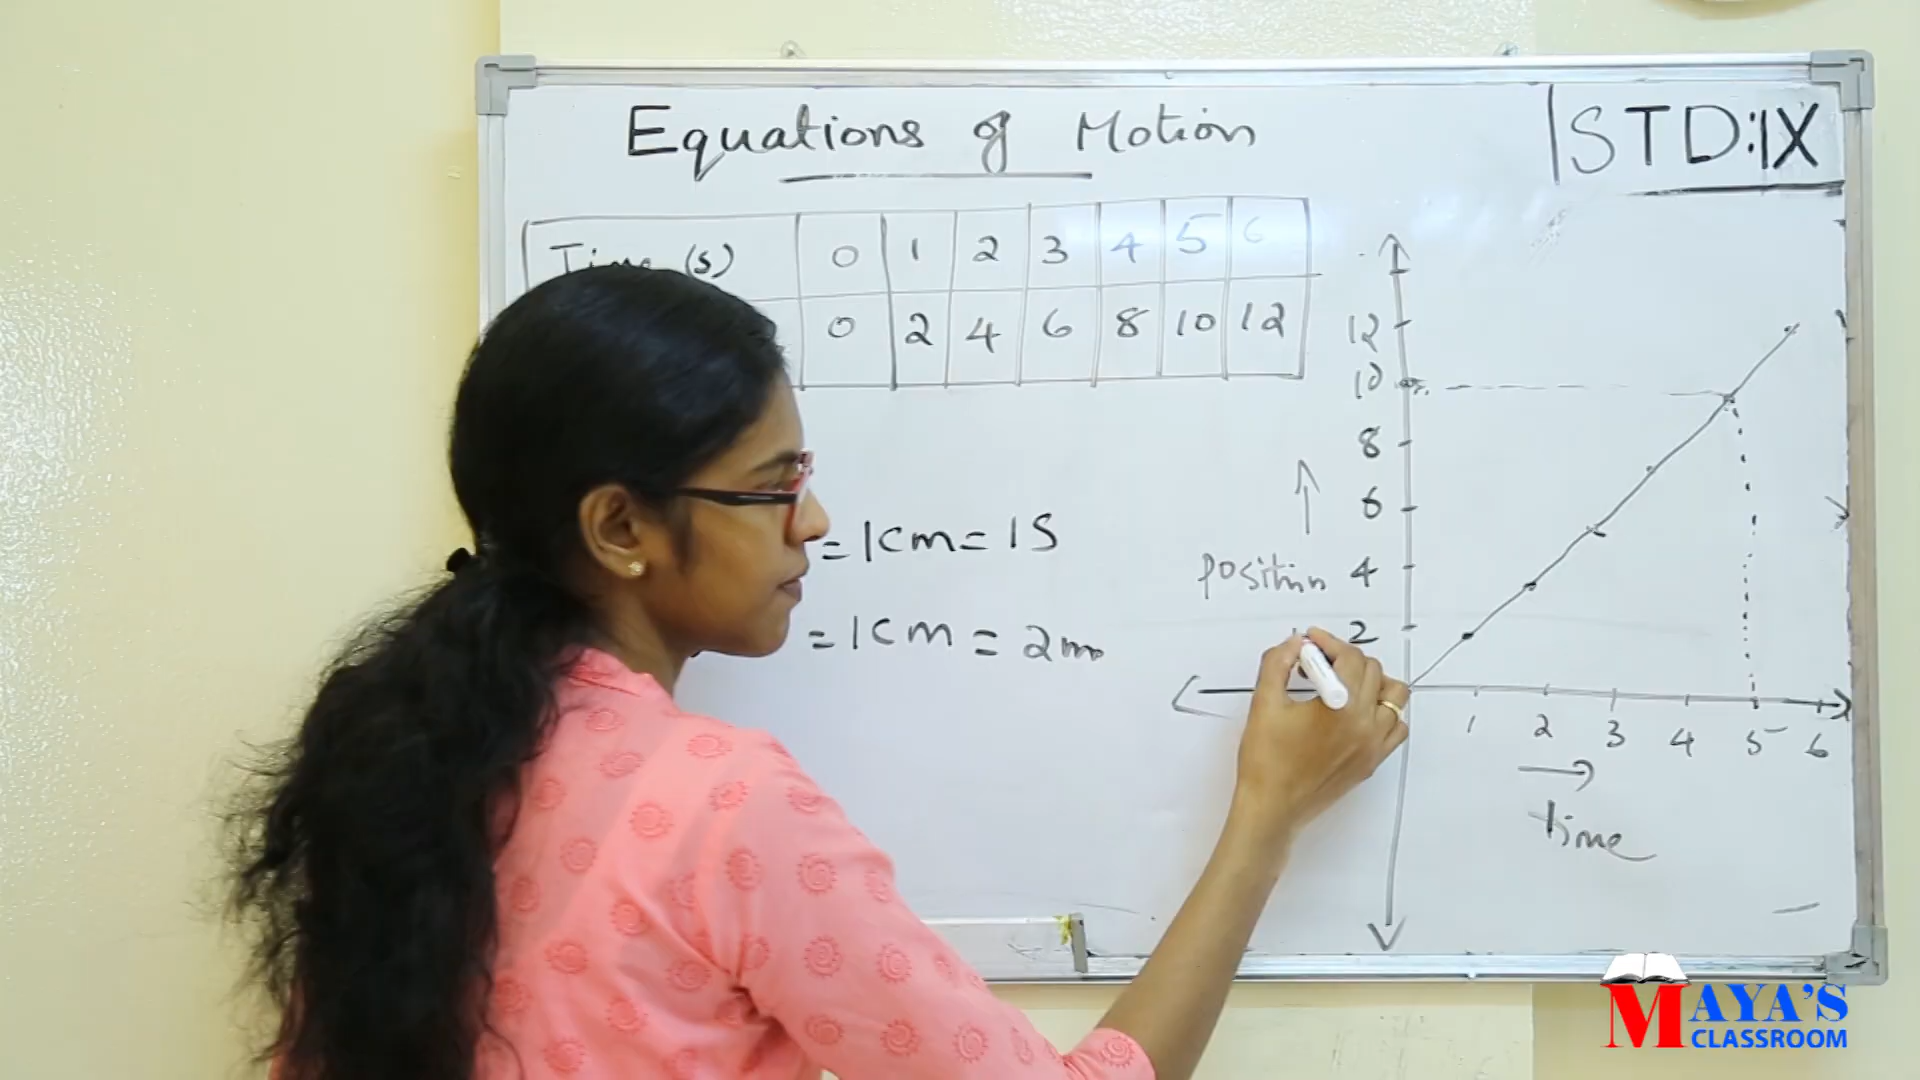 Equations of Motion
STD:IX
Time (s) 0 1 2 3 4 5 6
0 2 4 6 8 10 12
= 1cm = 1S
= 1cm = 2m
12
10
8
6
position 4
2
1 2 3 4 5 6
time
MAYA'S
CLASSROOM